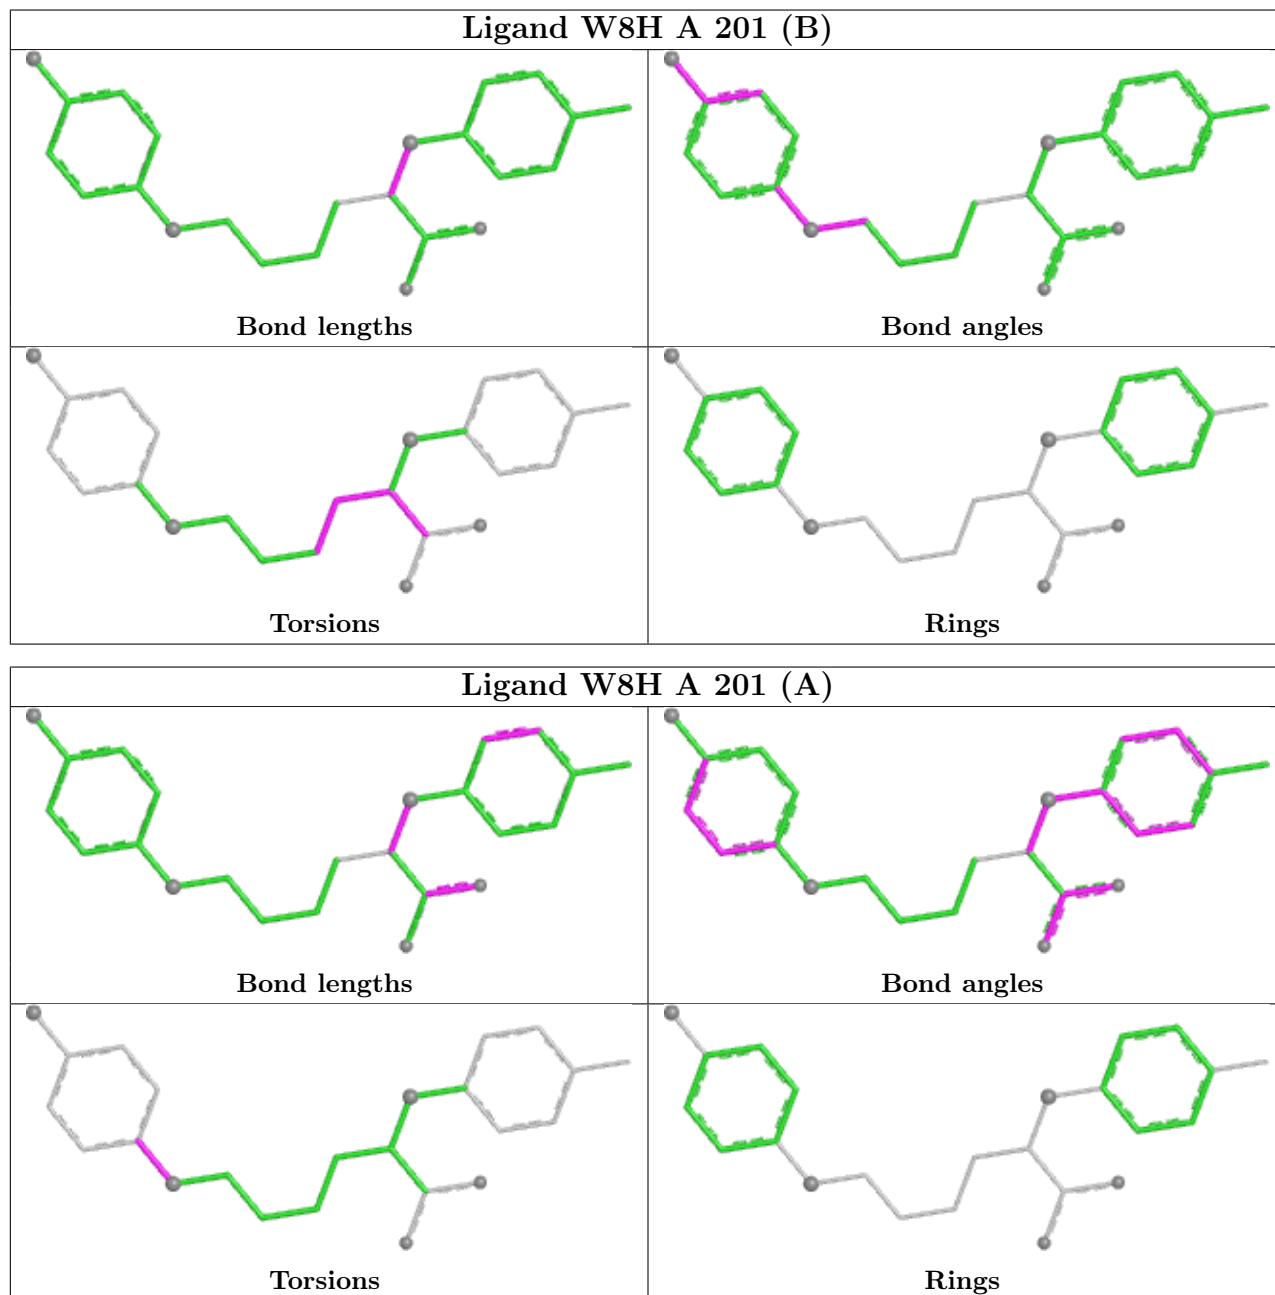 Ligand W8H A 201 (B)
Bond lengths
Bond angles
Torsions
Rings
Ligand W8H A 201 (A)
Bond lengths
Bond angles
Torsions
Rings